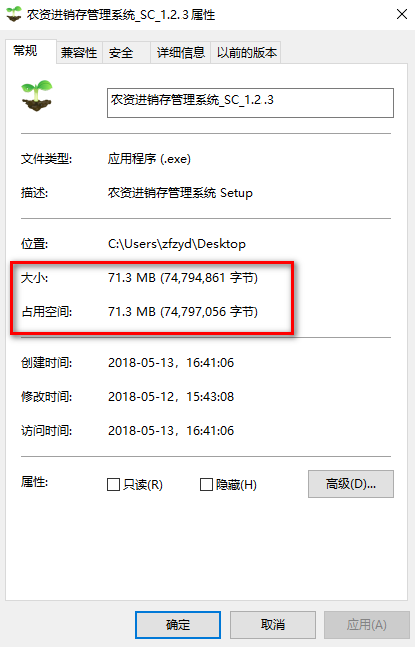 农资进销存管理系统_SC_1.2.3 属性
常规 兼容性 安全 详细信息 以前的版本
农资进销存管理系统_SC_1.2.3
文件类型: 应用程序 (.exe)
描述: 农资进销存管理系统 Setup
位置: C:\Users\zfzyd\Desktop
大小: 71.3 MB (74,794,861 字节)
占用空间: 71.3 MB (74,797,056 字节)
创建时间: 2018-05-13，16:41:06
修改时间: 2018-05-12，15:43:08
访问时间: 2018-05-13，16:41:06
属性: 只读(R) 隐藏(H) 高级(D)...
确定 取消 应用(A)